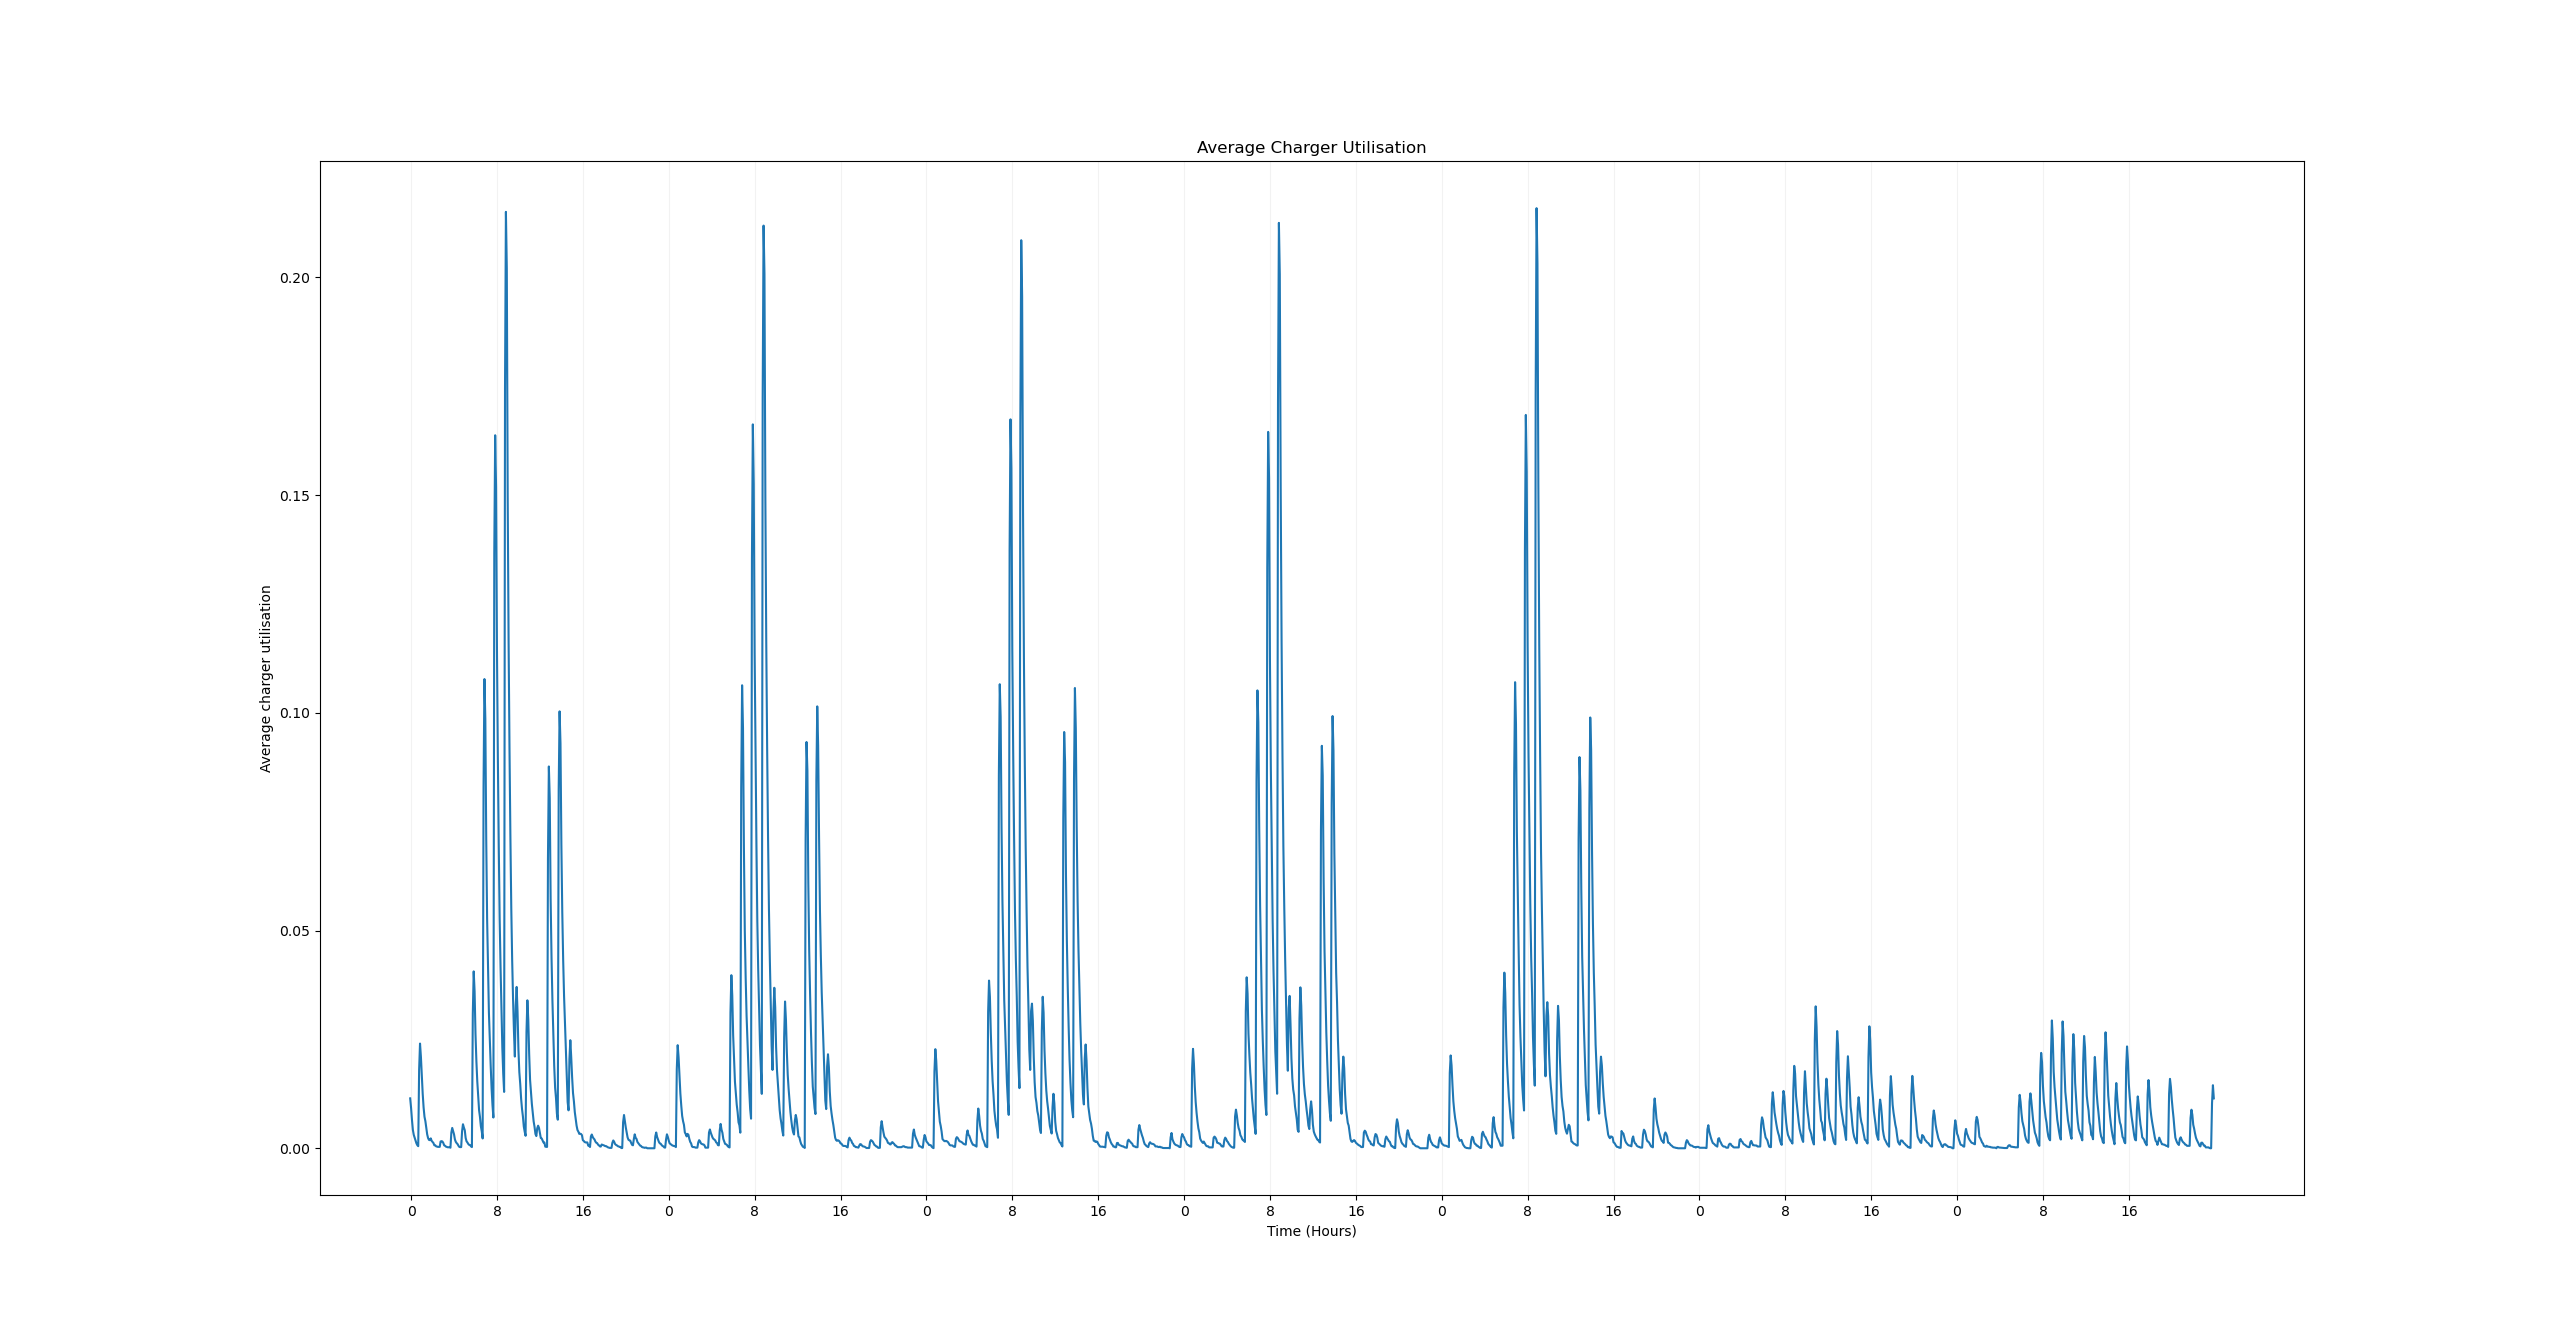 Average Charger Utilisation
0.20
0.15
0.10
0.05
0.00
Average charger utilisation
0 8 16 0 8 16 0 8 16 0 8 16 0 8 16 0 8 16 0 8 16
Time (Hours)